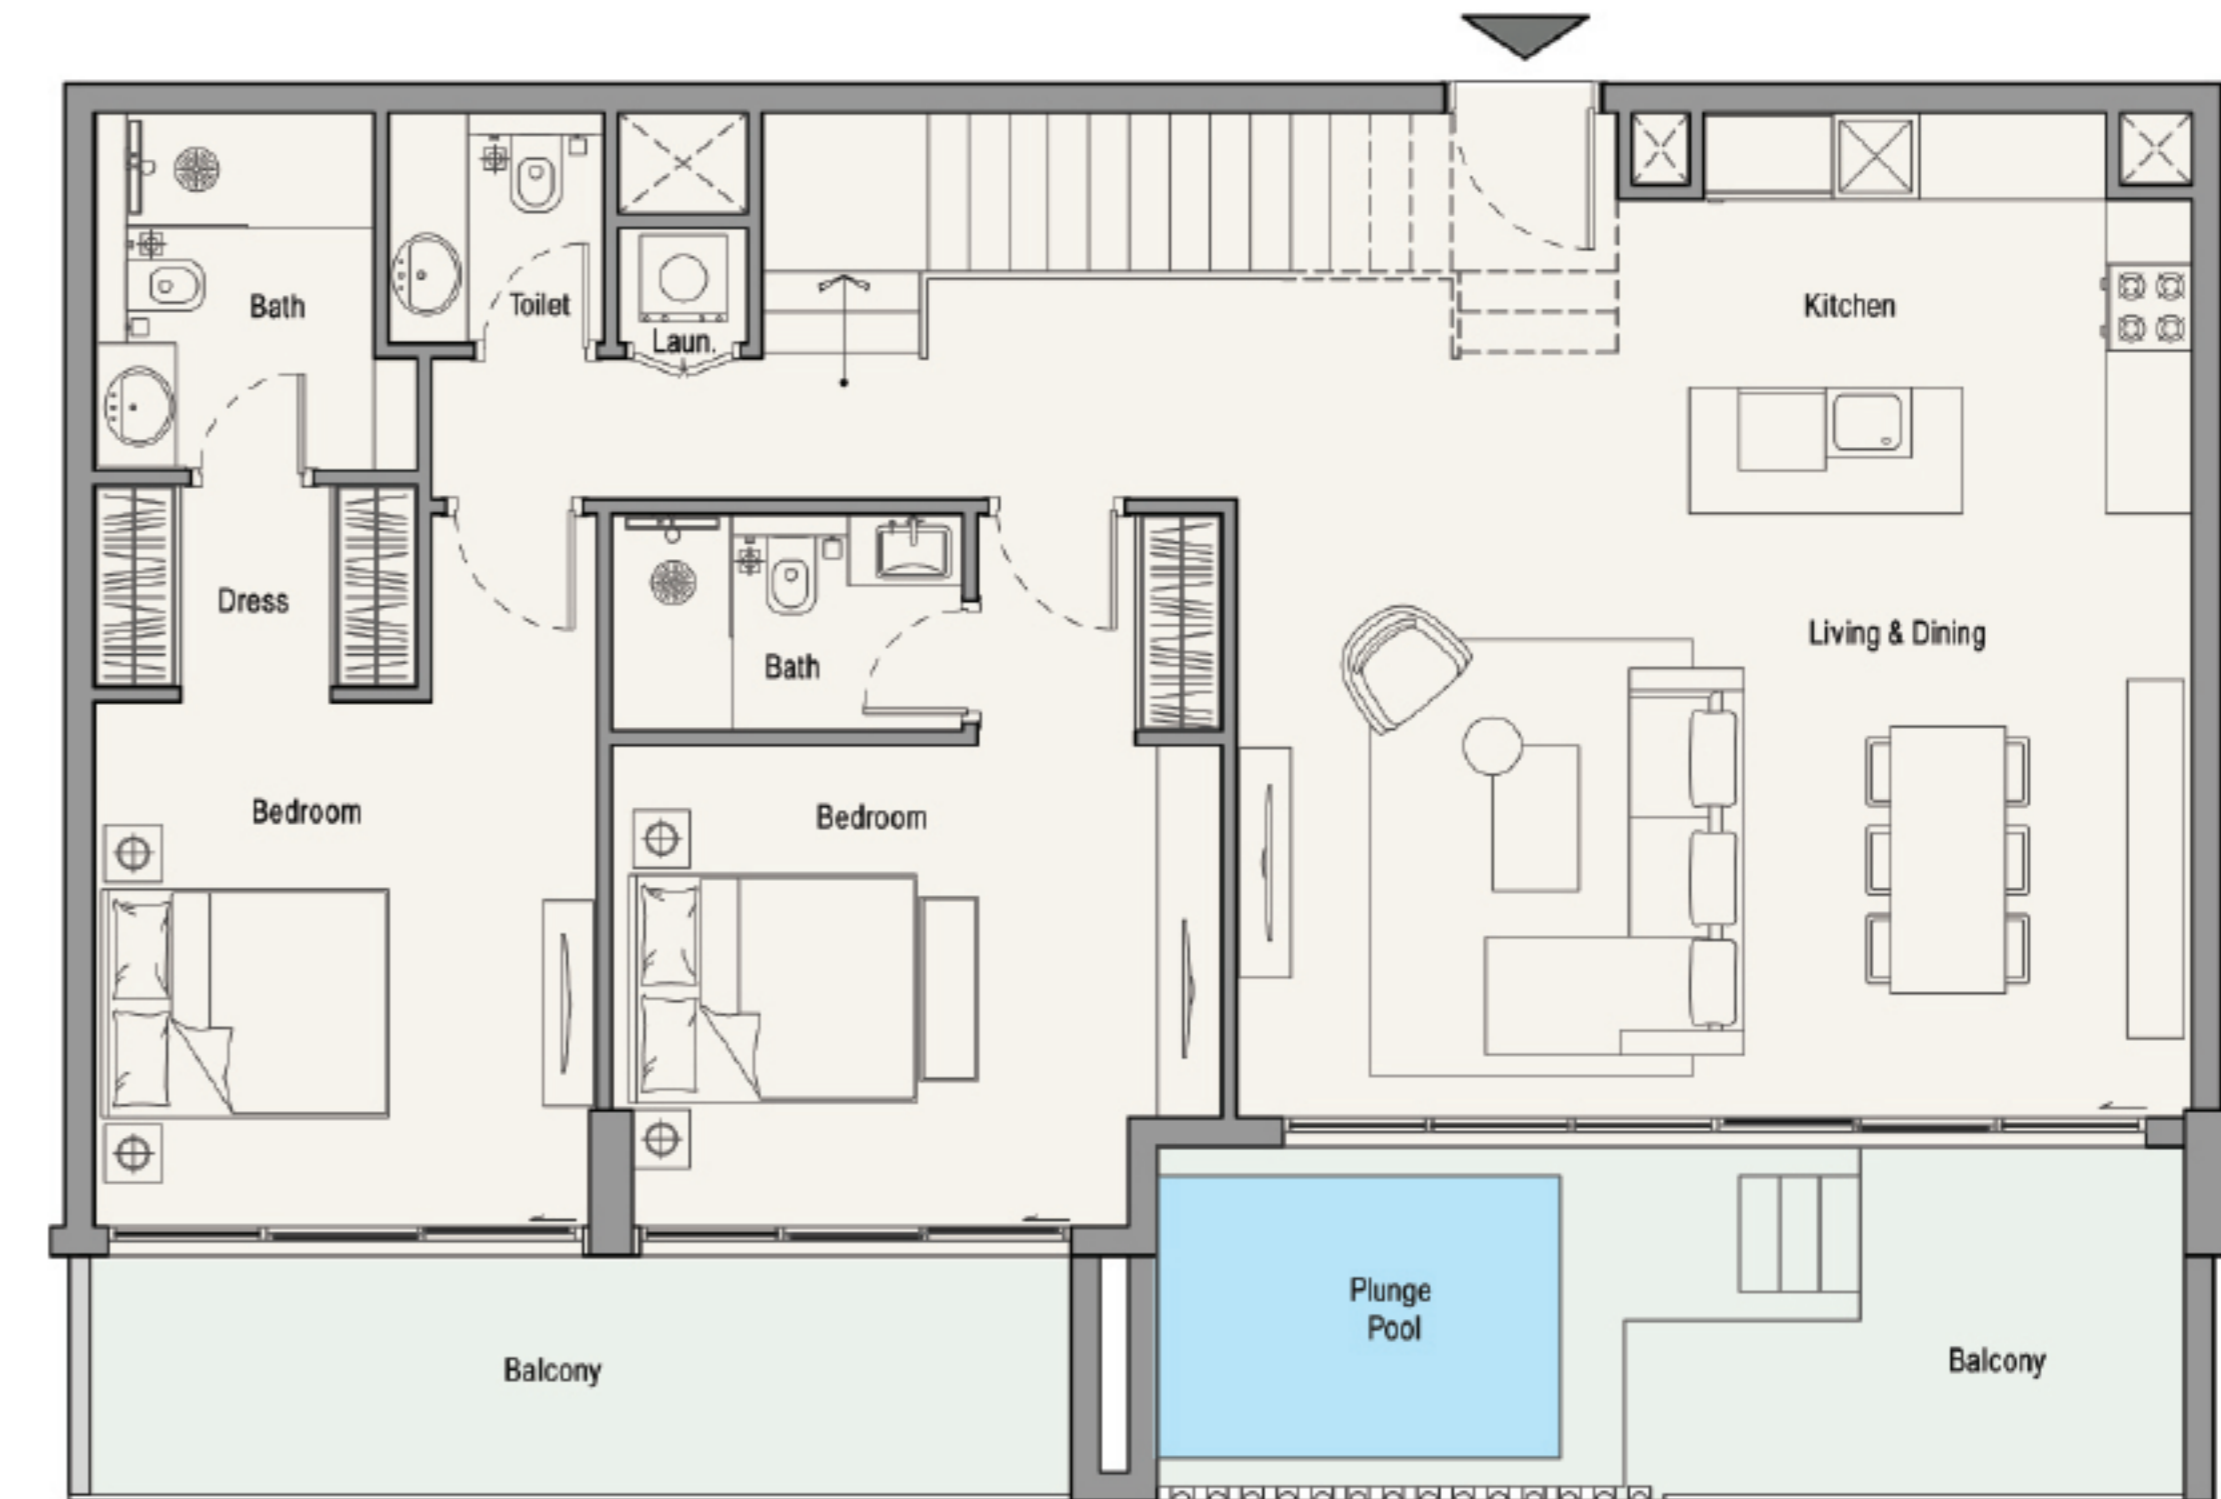 Bath
Toilet
Laun.
Kitchen
Dress
Bath
Living & Dining
Bedroom
Bedroom
Plunge
Pool
Balcony
Balcony